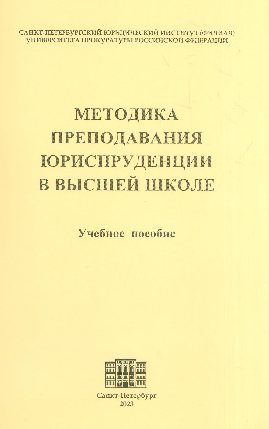 САНКТ-ПЕТЕРБУРГСКИЙ ЮРИДИЧЕСКИЙ ИНСТИТУТ (ФИЛИАЛ)
УНИВЕРСИТЕТА ПРОКУРАТУРЫ РОССИЙСКОЙ ФЕДЕРАЦИИ
МЕТОДИКА
ПРЕПОДАВАНИЯ
ЮРИСПРУДЕНЦИИ
В ВЫСШЕЙ ШКОЛЕ
Учебное пособие
Санкт-Петербург
2023